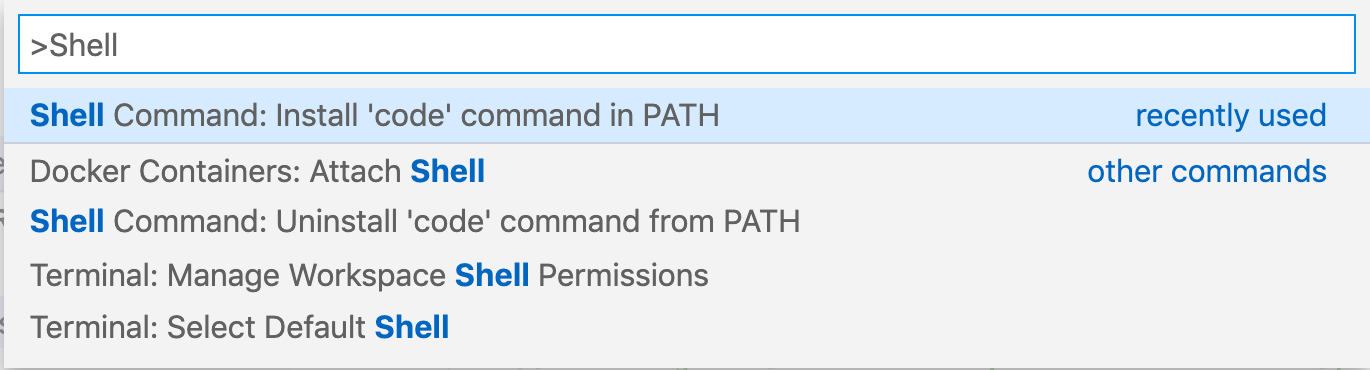 >Shell
Shell Command: Install 'code' command in PATH recently used
Docker Containers: Attach Shell other commands
Shell Command: Uninstall 'code' command from PATH
Terminal: Manage Workspace Shell Permissions
Terminal: Select Default Shell